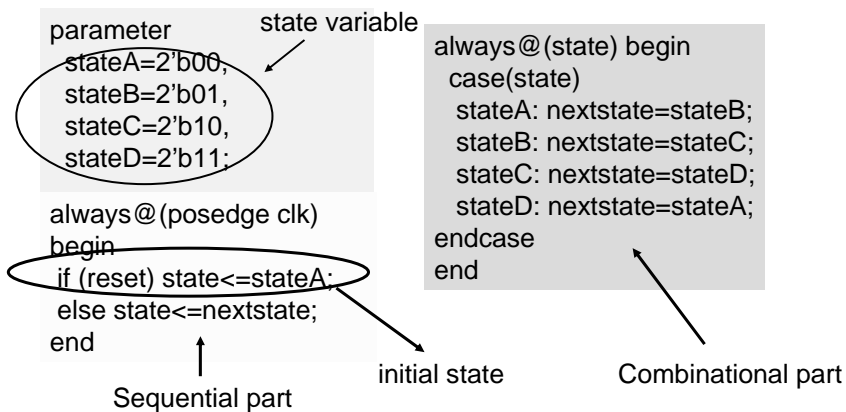 parameter
stateA=2'b00,
stateB=2'b01,
stateC=2'b10,
stateD=2'b11;
state variable
always@(posedge clk)
begin
if (reset) state<=stateA;
else state<=nextstate;
end
Sequential part
initial state
always@(state) begin
case(state)
stateA: nextstate=stateB;
stateB: nextstate=stateC;
stateC: nextstate=stateD;
stateD: nextstate=stateA;
endcase
end
Combinational part